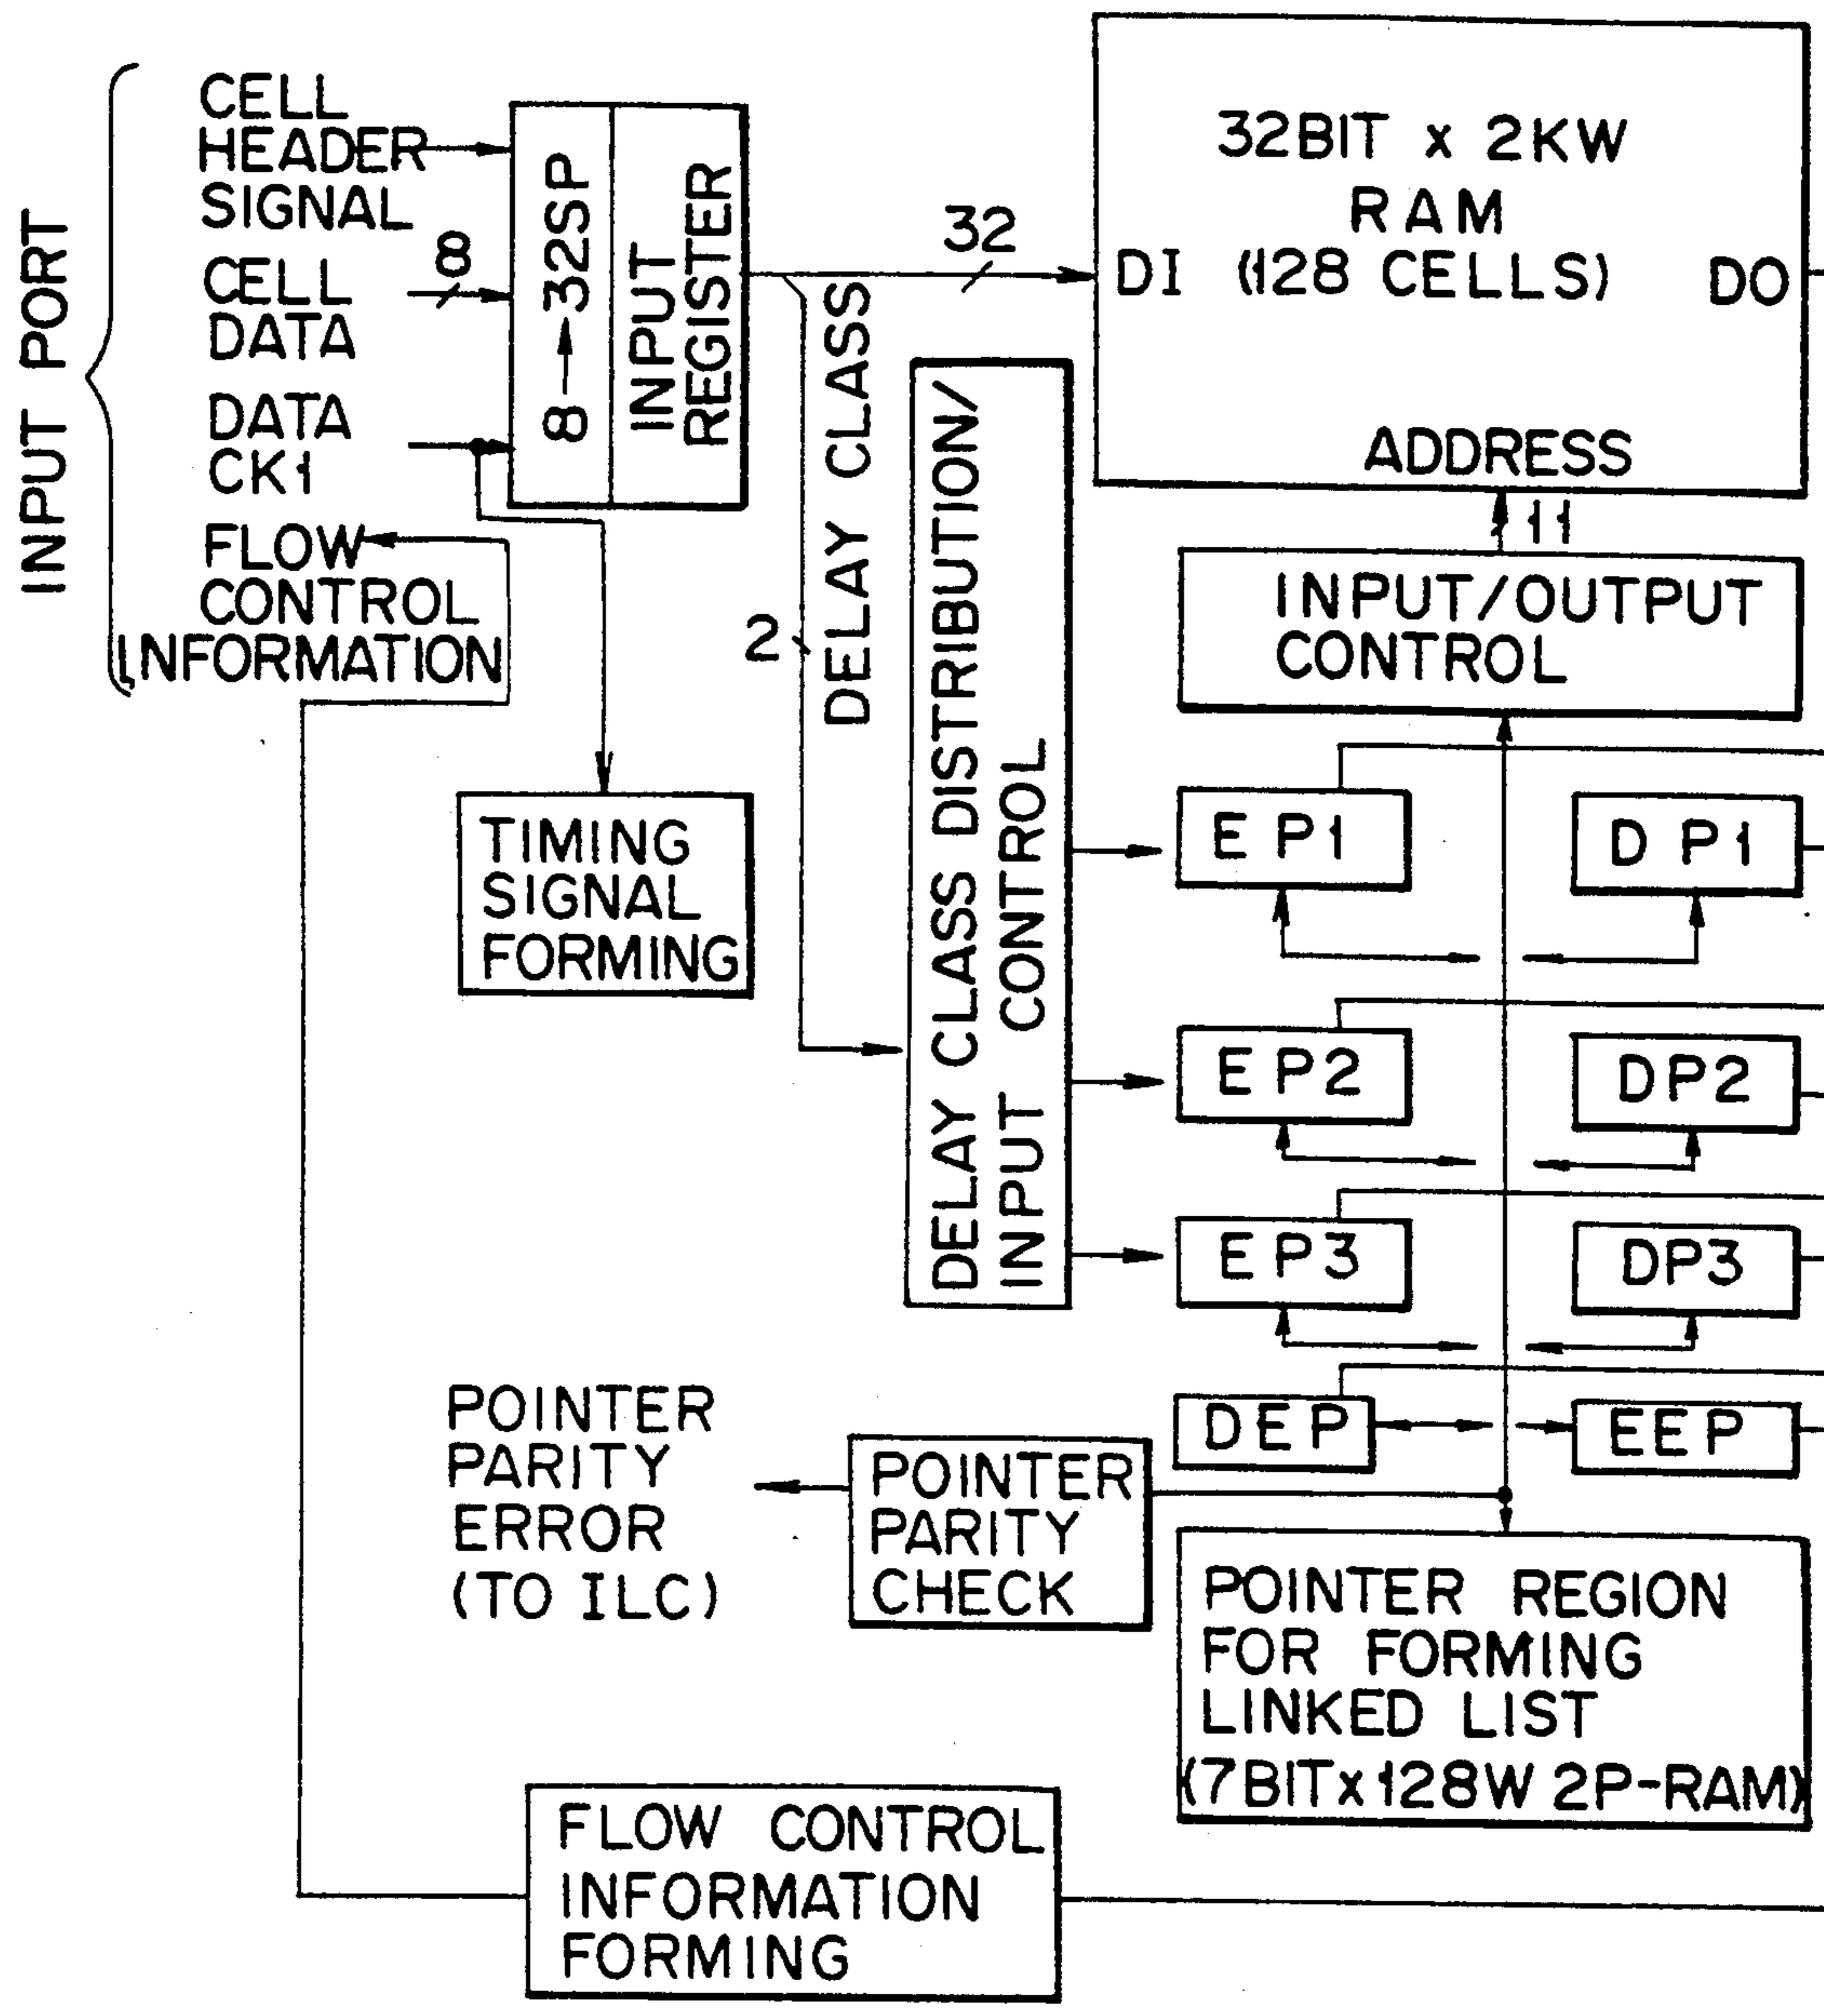 INPUT PORT
CELL
HEADER
SIGNAL
8
CELL
DATA
DATA
CK1
FLOW
CONTROL
INFORMATION
8→32SP
INPUT
REGISTER
32
2
DELAY CLASS
32BIT x 2KW
RAM
DI (128 CELLS) DO
ADDRESS
11
INPUT/OUTPUT
CONTROL
TIMING
SIGNAL
FORMING
DELAY CLASS DISTRIBUTION/
INPUT CONTROL
EP1
DP1
EP2
DP2
EP3
DP3
DEP
EEP
POINTER
PARITY
ERROR
(TO ILC)
POINTER
PARITY
CHECK
POINTER REGION
FOR FORMING
LINKED LIST
(7BITx128W 2P-RAM)
FLOW CONTROL
INFORMATION
FORMING